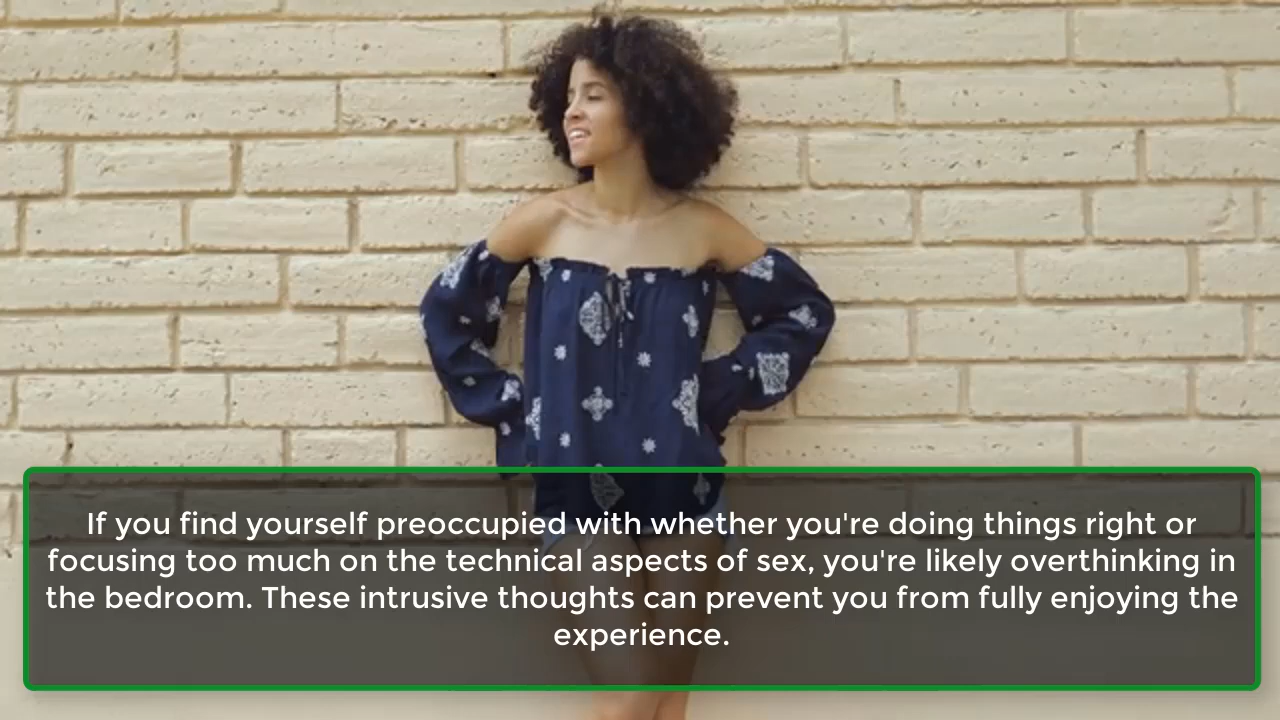 If you find yourself preoccupied with whether you're doing things right or
focusing too much on the technical aspects of sex, you're likely overthinking in
the bedroom. These intrusive thoughts can prevent you from fully enjoying the
experience.